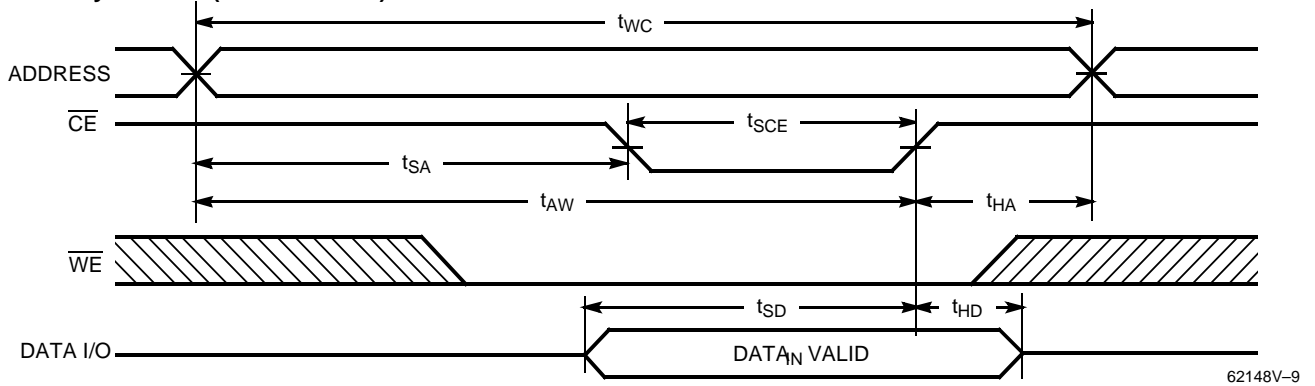 tWC
ADDRESS
CE
tSCE
tSA
tAW
tHA
WE
tSD
tHD
DATA I/O
DATAIN VALID
62148V–9